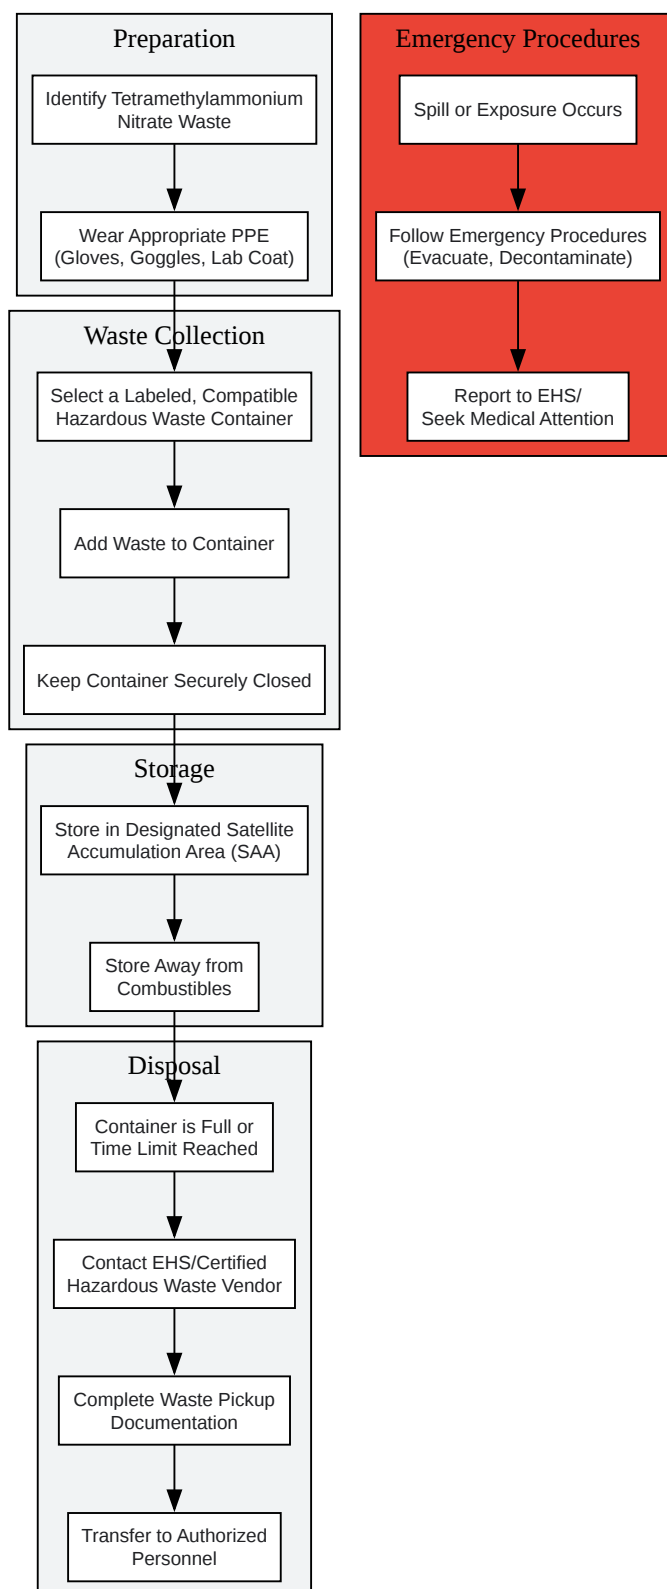 Preparation
Identify Tetramethylammonium
Nitrate Waste
Wear Appropriate PPE
(Gloves, Goggles, Lab Coat)
Waste Collection
Select a Labeled, Compatible
Hazardous Waste Container
Add Waste to Container
Keep Container Securely Closed
Storage
Store in Designated Satellite
Accumulation Area (SAA)
Store Away from
Combustibles
Disposal
Container is Full or
Time Limit Reached
Contact EHS/Certified
Hazardous Waste Vendor
Complete Waste Pickup
Documentation
Transfer to Authorized
Personnel
Emergency Procedures
Spill or Exposure Occurs
Follow Emergency Procedures
(Evacuate, Decontaminate)
Report to EHS/
Seek Medical Attention